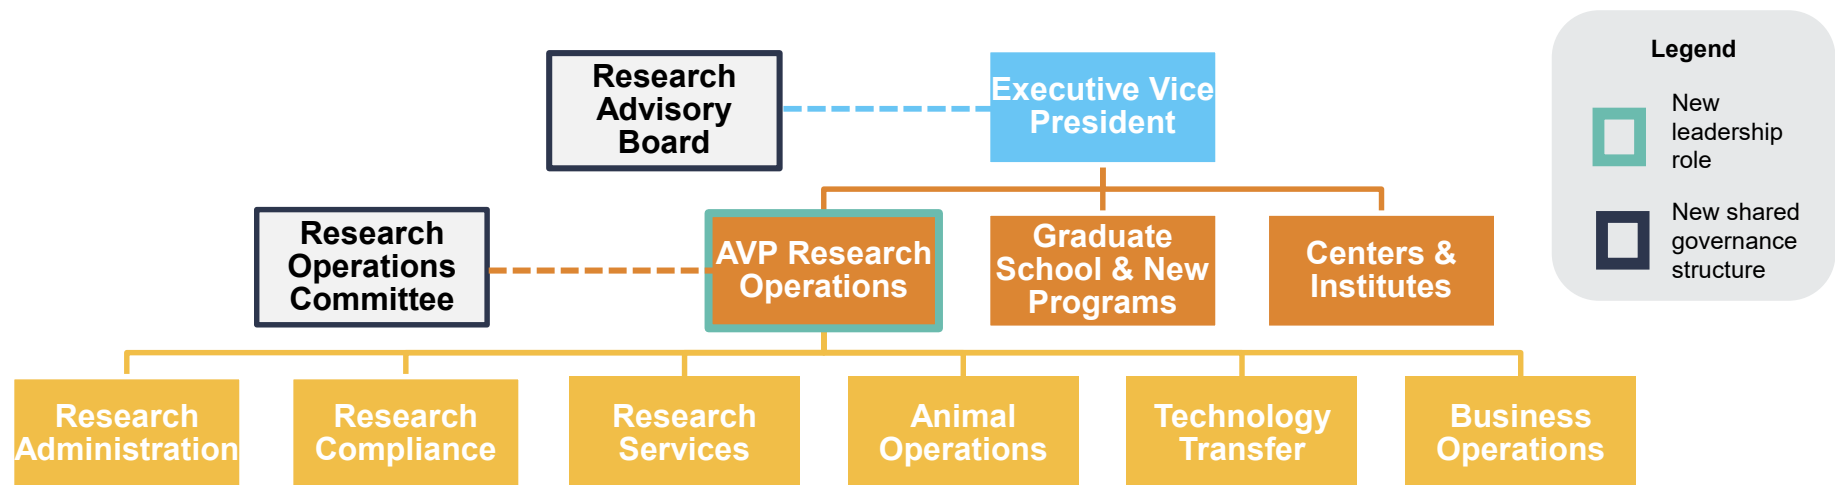 Research
Advisory
Board
Executive Vice
President
Legend
New
leadership
role
New shared
governance
structure
Research
Operations
Committee
AVP Research
Operations
Graduate
School & New
Programs
Centers &
Institutes
Research
Administration
Research
Compliance
Research
Services
Animal
Operations
Technology
Transfer
Business
Operations